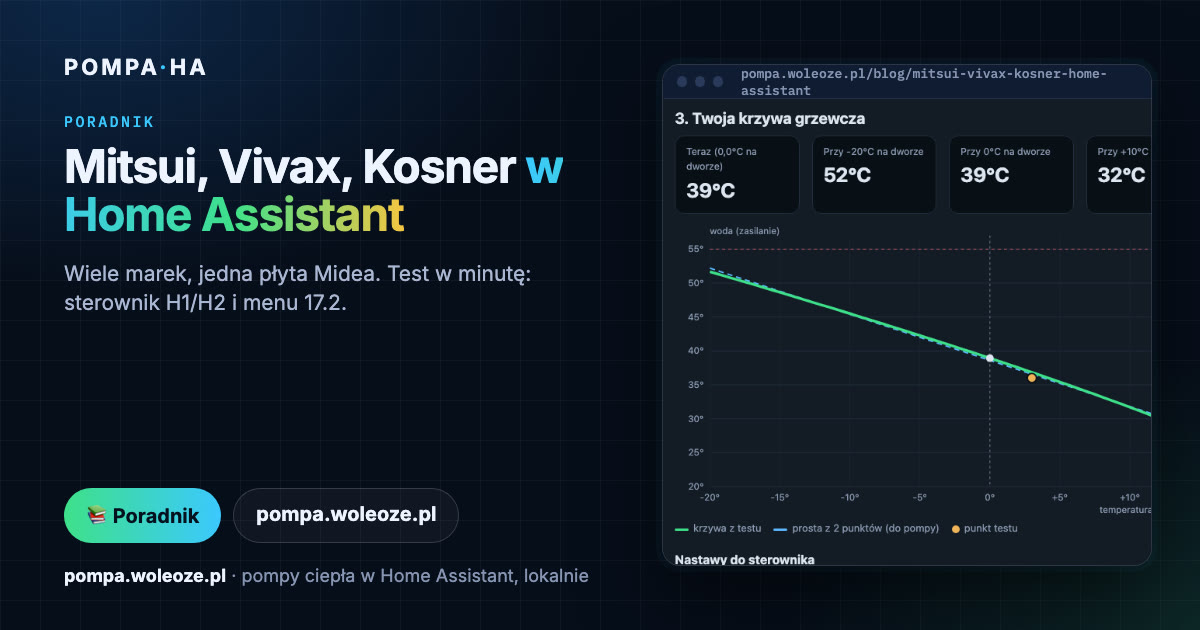 POMPA·HA
PORADNIK
Mitsui, Vivax, Kosner w
Home Assistant
Wiele marek, jedna płyta Midea. Test w minutę:
sterownik H1/H2 i menu 17.2.
Poradnik
pompa.woleoze.pl
pompa.woleoze.pl · pompy ciepła w Home Assistant, lokalnie
pompa.woleoze.pl/blog/mitsui-vivax-kosner-home-
assistant
3. Twoja krzywa grzewcza
Teraz (0,0°C na
dworze)
39°C
Przy -20°C na dworze
52°C
Przy 0°C na dworze
39°C
Przy +10°C
32°C
woda (zasilanie)
55°
50°
45°
40°
35°
30°
25°
20°
-20° -15° -10° -5° 0° +5° +10°
temperatura
krzywa z testu prosta z 2 punktów (do pompy) punkt testu
Nastawy do sterownika